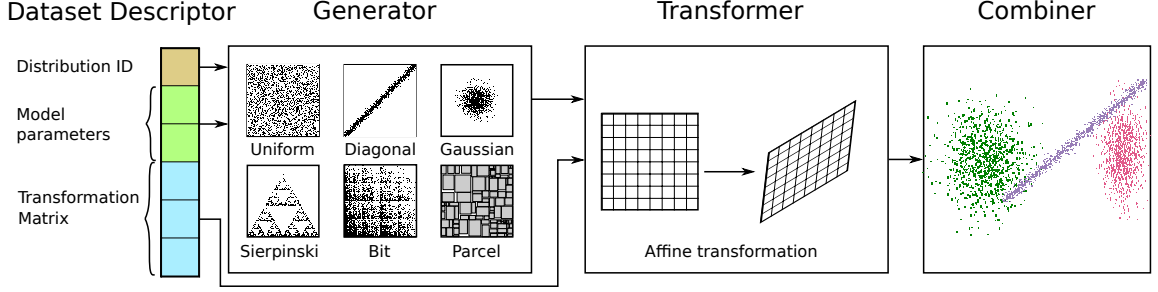 Dataset Descriptor
Generator
Transformer
Combiner
Distribution ID
Model
parameters
Transformation
Matrix
Uniform
Diagonal
Gaussian
Sierpinski
Bit
Parcel
Affine transformation